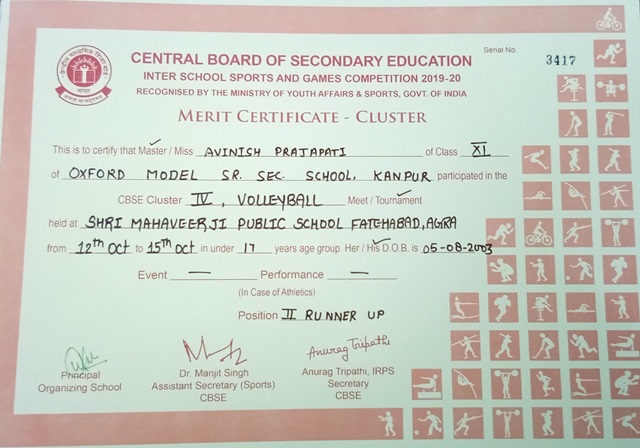 Serial No.
3417
CENTRAL BOARD OF SECONDARY EDUCATION
INTER SCHOOL SPORTS AND GAMES COMPETITION 2019-20
RECOGNISED BY THE MINISTRY OF YOUTH AFFAIRS & SPORTS, GOVT. OF INDIA
MERIT CERTIFICATE - CLUSTER
This is to certify that Master / Miss AVINISH PRAJAPATI of Class XI
of OXFORD MODEL SR. SEC. SCHOOL, KANPUR participated in the
CBSE Cluster IV, VOLLEYBALL Meet / Tournament
held at SHRI MAHAVEERJI PUBLIC SCHOOL FATEHABAD, AGRA
from 12th Oct to 15th Oct in under 17 years age group. Her / His D.O.B. is 05-08-2003
Event — Performance —
(In Case of Athletics)
Position II RUNNER UP
Anurag Tripathi
Principal
Organizing School
Dr. Manjit Singh
Assistant Secretary (Sports)
CBSE
Anurag Tripathi, IRPS
Secretary
CBSE